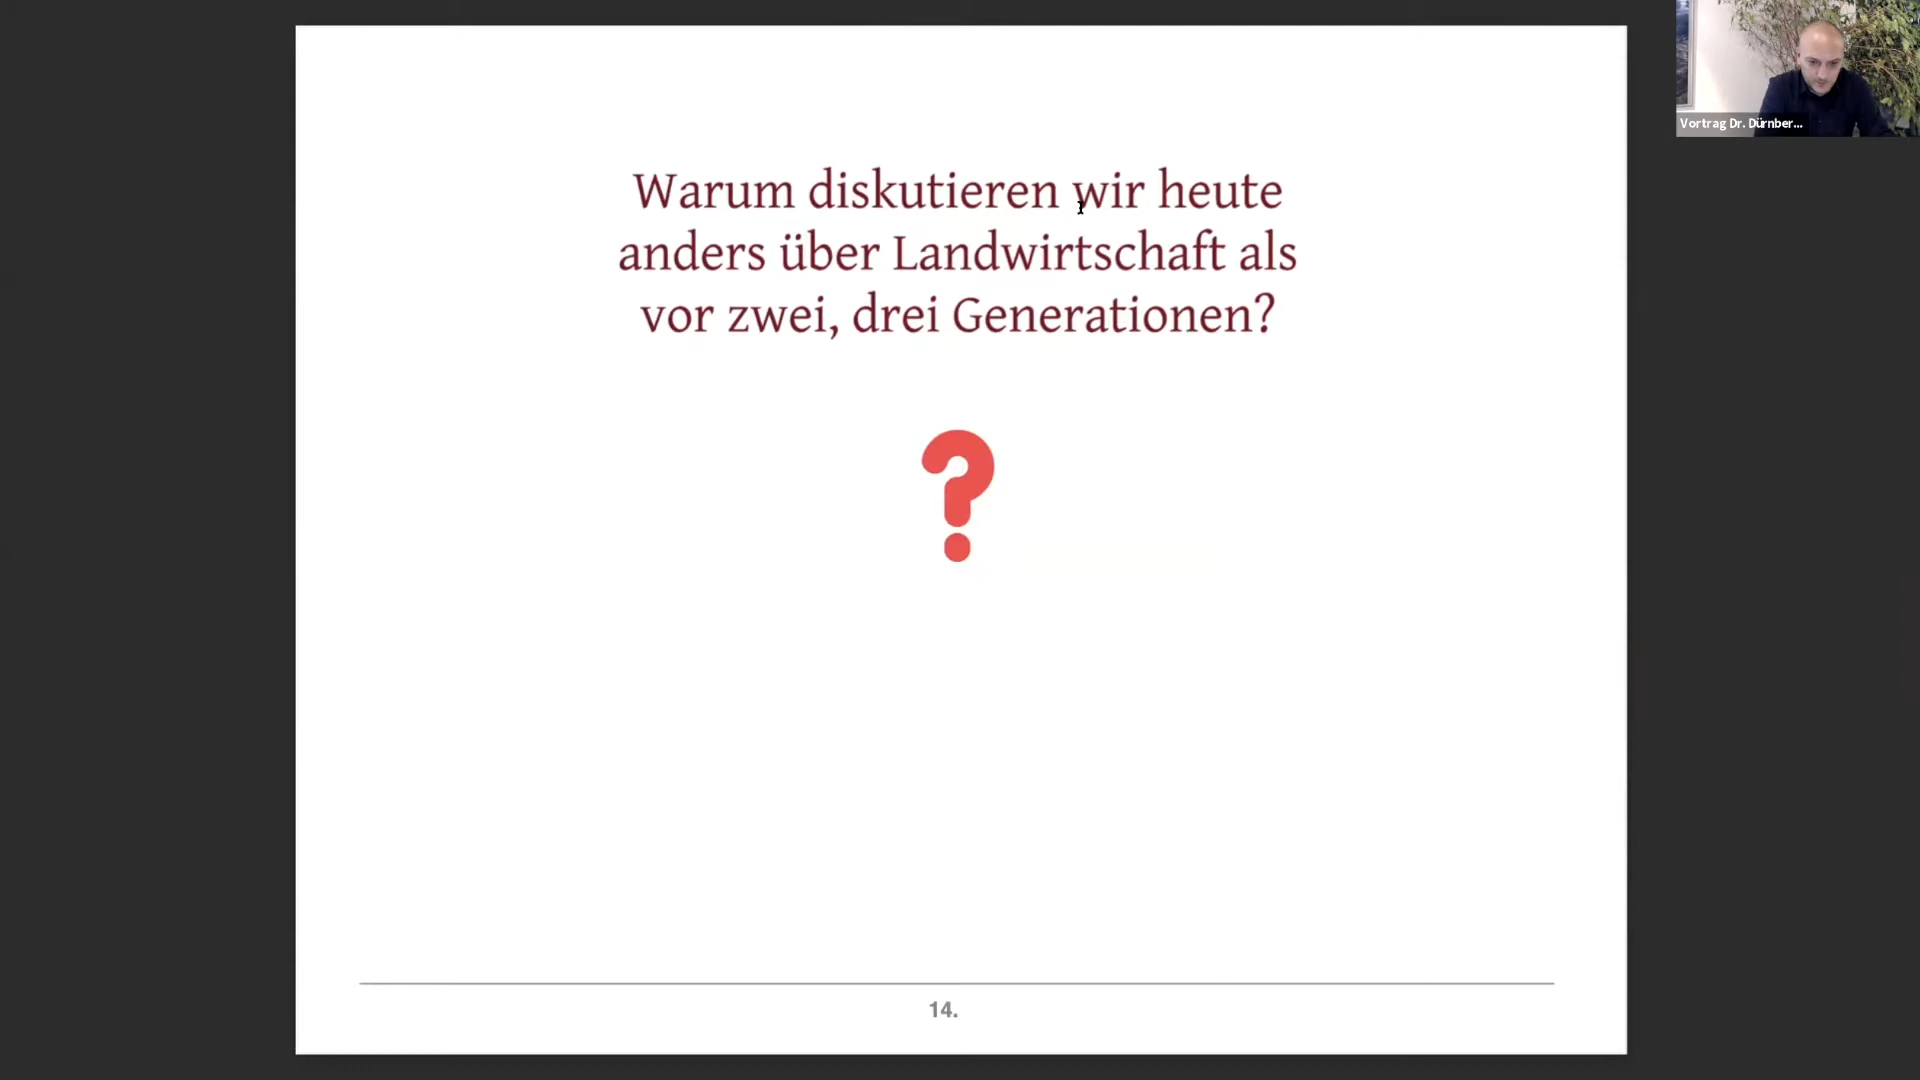 Warum diskutieren wir heute
anders über Landwirtschaft als
vor zwei, drei Generationen?
?
14.
Vortrag Dr. Dürnber...